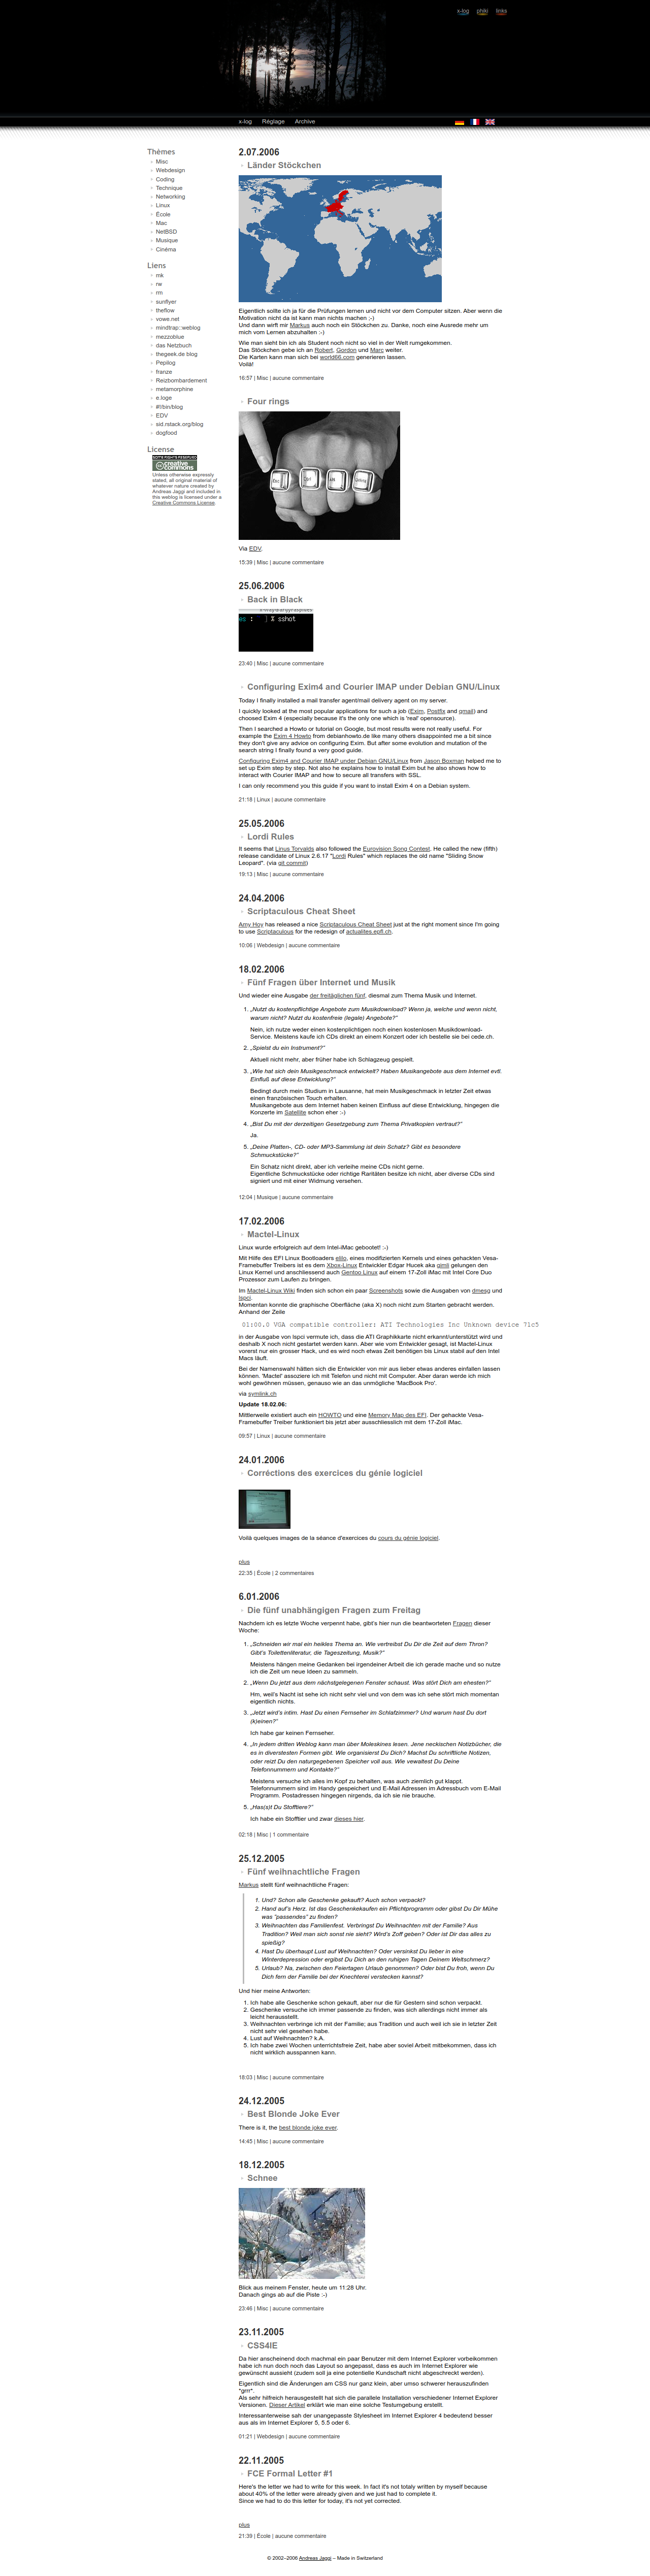 x-log phiki links
x-log Réglage Archive
Thèmes
Misc
Webdesign
Coding
Technique
Networking
Linux
École
Mac
NetBSD
Musique
Cinéma
Liens
mk
rw
rm
sunflyer
theflow
vowe.net
mindtrap::weblog
mezzoblue
das Netzbuch
thegeek.de blog
Pepilog
franze
Reizbombardement
metamorphine
e.loge
#!/bin/blog
EDV
sid.rstack.org/blog
dogfood
License
SOME RIGHTS RESERVED
creative commons
Unless otherwise expressly
stated, all original material of
whatever nature created by
Andreas Jaggi and included in
this weblog is licensed under a
Creative Commons License.
2.07.2006
Länder Stöckchen
Eigentlich sollte ich ja für die Prüfungen lernen und nicht vor dem Computer sitzen. Aber wenn die
Motivation nicht da ist kann man nichts machen ;-)
Und dann wirft mir Markus auch noch ein Stöckchen zu. Danke, noch eine Ausrede mehr um
mich vom Lernen abzuhalten :-)
Wie man sieht bin ich als Student noch nicht so viel in der Welt rumgekommen.
Das Stöckchen gebe ich an Robert, Gordon und Marc weiter.
Die Karten kann man sich bei world66.com generieren lassen.
Voilà!
16:57 | Misc | aucune commentaire
Four rings
Via EDV.
15:39 | Misc | aucune commentaire
25.06.2006
Back in Black
es : ] % sshot
23:40 | Misc | aucune commentaire
Configuring Exim4 and Courier IMAP under Debian GNU/Linux
Today I finally installed a mail transfer agent/mail delivery agent on my server.
I quickly looked at the most popular applications for such a job (Exim, Postfix and qmail) and
choosed Exim 4 (especially because it's the only one which is 'real' opensource).
Then I searched a Howto or tutorial on Google, but most results were not really useful. For
example the Exim 4 Howto from debianhowto.de like many others disappointed me a bit since
they don't give any advice on configuring Exim. But after some evolution and mutation of the
search string I finally found a very good guide.
Configuring Exim4 and Courier IMAP under Debian GNU/Linux from Jason Boxman helped me to
set up Exim step by step. Not also he explains how to install Exim but he also shows how to
interact with Courier IMAP and how to secure all transfers with SSL.
I can only recommend you this guide if you want to install Exim 4 on a Debian system.
21:18 | Linux | aucune commentaire
25.05.2006
Lordi Rules
It seems that Linus Torvalds also followed the Eurovision Song Contest. He called the new (fifth)
release candidate of Linux 2.6.17 "Lordi Rules" which replaces the old name "Sliding Snow
Leopard". (via git commit)
19:13 | Misc | aucune commentaire
24.04.2006
Scriptaculous Cheat Sheet
Amy Hoy has released a nice Scriptaculous Cheat Sheet just at the right moment since I'm going
to use Scriptaculous for the redesign of actualites.epfl.ch.
10:06 | Webdesign | aucune commentaire
18.02.2006
Fünf Fragen über Internet und Musik
Und wieder eine Ausgabe der freitäglichen fünf, diesmal zum Thema Musik und Internet.
1. „Nutzt du kostenpflichtige Angebote zum Musikdownload? Wenn ja, welche und wenn nicht,
warum nicht? Nutzt du kostenfreie (legale) Angebote?"
Nein, ich nutze weder einen kostenplichtigen noch einen kostenlosen Musikdownload-
Service. Meistens kaufe ich CDs direkt an einem Konzert oder ich bestelle sie bei cede.ch.
2. „Spielst du ein Instrument?"
Aktuell nicht mehr, aber früher habe ich Schlagzeug gespielt.
3. „Wie hat sich dein Musikgeschmack entwickelt? Haben Musikangebote aus dem Internet evtl.
Einfluß auf diese Entwicklung?"
Bedingt durch mein Studium in Lausanne, hat mein Musikgeschmack in letzter Zeit etwas
einen französischen Touch erhalten.
Musikangebote aus dem Internet haben keinen Einfluss auf diese Entwicklung, hingegen die
Konzerte im Satellite schon eher :-)
4. „Bist Du mit der derzeitigen Gesetzgebung zum Thema Privatkopien vertraut?"
Ja.
5. „Deine Platten-, CD- oder MP3-Sammlung ist dein Schatz? Gibt es besondere
Schmuckstücke?"
Ein Schatz nicht direkt, aber ich verleihe meine CDs nicht gerne.
Eigentliche Schmuckstücke oder richtige Raritäten besitze ich nicht, aber diverse CDs sind
signiert und mit einer Widmung versehen.
12:04 | Musique | aucune commentaire
17.02.2006
Mactel-Linux
Linux wurde erfolgreich auf dem Intel-iMac gebootet! :-)
Mit Hilfe des EFI Linux Bootloaders elilo, eines modifizierten Kernels und eines gehackten Vesa-
Framebuffer Treibers ist es dem Xbox-Linux Entwickler Edgar Hucek aka gimli gelungen den
Linux Kernel und anschliessend auch Gentoo Linux auf einem 17-Zoll iMac mit Intel Core Duo
Prozessor zum Laufen zu bringen.
Im Mactel-Linux Wiki finden sich schon ein paar Screenshots sowie die Ausgaben von dmesg und
lspci.
Momentan konnte die graphische Oberfläche (aka X) noch nicht zum Starten gebracht werden.
Anhand der Zeile
01:00.0 VGA compatible controller: ATI Technologies Inc Unknown device 71c5
in der Ausgabe von lspci vermute ich, dass die ATI Graphikkarte nicht erkannt/unterstützt wird und
deshalb X noch nicht gestartet werden kann. Aber wie vom Entwickler gesagt, ist Mactel-Linux
vorerst nur ein grosser Hack, und es wird noch etwas Zeit benötigen bis Linux stabil auf den Intel
Macs läuft.
Bei der Namenswahl hätten sich die Entwickler von mir aus lieber etwas anderes einfallen lassen
können. 'Mactel' assoziere ich mit Telefon und nicht mit Computer. Aber daran werde ich mich
wohl gewöhnen müssen, genauso wie an das unmögliche 'MacBook Pro'.
via symlink.ch
Update 18.02.06:
Mittlerweile existiert auch ein HOWTO und eine Memory Map des EFI. Der gehackte Vesa-
Framebuffer Treiber funktioniert bis jetzt aber ausschliesslich mit dem 17-Zoll iMac.
09:57 | Linux | aucune commentaire
24.01.2006
Corréctions des exercices du génie logiciel
Voilà quelques images de la séance d'exercices du cours du génie logiciel.
plus
22:35 | École | 2 commentaires
6.01.2006
Die fünf unabhängigen Fragen zum Freitag
Nachdem ich es letzte Woche verpennt habe, gibt's hier nun die beantworteten Fragen dieser
Woche:
1. „Schneiden wir mal ein heikles Thema an. Wie vertreibst Du Dir die Zeit auf dem Thron?
Gibt's Toilettenliteratur, die Tageszeitung, Musik?"
Meistens hängen meine Gedanken bei irgendeiner Arbeit die ich gerade mache und so nutze
ich die Zeit um neue Ideen zu sammeln.
2. „Wenn Du jetzt aus dem nächstgelegenen Fenster schaust. Was stört Dich am ehesten?"
Hm, weil's Nacht ist sehe ich nicht sehr viel und von dem was ich sehe stört mich momentan
eigentlich nichts.
3. „Jetzt wird's intim. Hast Du einen Fernseher im Schlafzimmer? Und warum hast Du dort
(k)einen?"
Ich habe gar keinen Fernseher.
4. „In jedem dritten Weblog kann man über Moleskines lesen. Jene neckischen Notizbücher, die
es in diverstesten Formen gibt. Wie organisierst Du Dich? Machst Du schriftliche Notizen,
oder reizt Du den naturgegebenen Speicher voll aus. Wie vewaltest Du Deine
Telefonnummern und Kontakte?"
Meistens versuche ich alles im Kopf zu behalten, was auch ziemlich gut klappt.
Telefonnummern sind im Handy gespeichert und E-Mail Adressen im Adressbuch vom E-Mail
Programm. Postadressen hingegen nirgends, da ich sie nie brauche.
5. „Has(s)t Du Stofftiere?"
Ich habe ein Stofftier und zwar dieses hier.
02:18 | Misc | 1 commentaire
25.12.2005
Fünf weihnachtliche Fragen
Markus stellt fünf weihnachtliche Fragen:
1. Und? Schon alle Geschenke gekauft? Auch schon verpackt?
2. Hand auf's Herz. Ist das Geschenkekaufen ein Pflichtprogramm oder gibst Du Dir Mühe
was "passendes" zu finden?
3. Weihnachten das Familienfest. Verbringst Du Weihnachten mit der Familie? Aus
Tradition? Weil man sich sonst nie sieht? Wird's Zoff geben? Oder ist Dir das alles zu
spießig?
4. Hast Du überhaupt Lust auf Weihnachten? Oder versinkst Du lieber in eine
Winterdepression oder ergibst Du Dich an den ruhigen Tagen Deinem Weltschmerz?
5. Urlaub? Na, zwischen den Feiertagen Urlaub genommen? Oder bist Du froh, wenn Du
Dich fern der Familie bei der Knechterei verstecken kannst?
Und hier meine Antworten:
1. Ich habe alle Geschenke schon gekauft, aber nur die für Gestern sind schon verpackt.
2. Geschenke versuche ich immer passende zu finden, was sich allerdings nicht immer als
leicht herausstellt.
3. Weihnachten verbringe ich mit der Familie; aus Tradition und auch weil ich sie in letzter Zeit
nicht sehr viel gesehen habe.
4. Lust auf Weihnachten? k.A.
5. Ich habe zwei Wochen unterrichtsfreie Zeit, habe aber soviel Arbeit mitbekommen, dass ich
nicht wirklich ausspannen kann.
18:03 | Misc | aucune commentaire
24.12.2005
Best Blonde Joke Ever
There is it, the best blonde joke ever.
14:45 | Misc | aucune commentaire
18.12.2005
Schnee
Blick aus meinem Fenster, heute um 11:28 Uhr.
Danach gings ab auf die Piste :-)
23:46 | Misc | aucune commentaire
23.11.2005
CSS4IE
Da hier anscheinend doch machmal ein paar Benutzer mit dem Internet Explorer vorbeikommen
habe ich nun doch noch das Layout so angepasst, dass es auch im Internet Explorer wie
gewünscht aussieht (zudem soll ja eine potentielle Kundschaft nicht abgeschreckt werden).
Eigentlich sind die Änderungen am CSS nur ganz klein, aber umso schwerer herauszufinden
*grrr*.
Als sehr hilfreich herausgestellt hat sich die parallele Installation verschiedener Internet Explorer
Versionen. Dieser Artikel erklärt wie man eine solche Testumgebung erstellt.
Interessanterweise sah der unangepasste Stylesheet im Internet Explorer 4 bedeutend besser
aus als im Internet Explorer 5, 5.5 oder 6.
01:21 | Webdesign | aucune commentaire
22.11.2005
FCE Formal Letter #1
Here's the letter we had to write for this week. In fact it's not totaly written by myself because
about 40% of the letter were already given and we just had to complete it.
Since we had to do this letter for today, it's not yet corrected.
plus
21:39 | École | aucune commentaire
© 2002–2006 Andreas Jaggi – Made in Switzerland